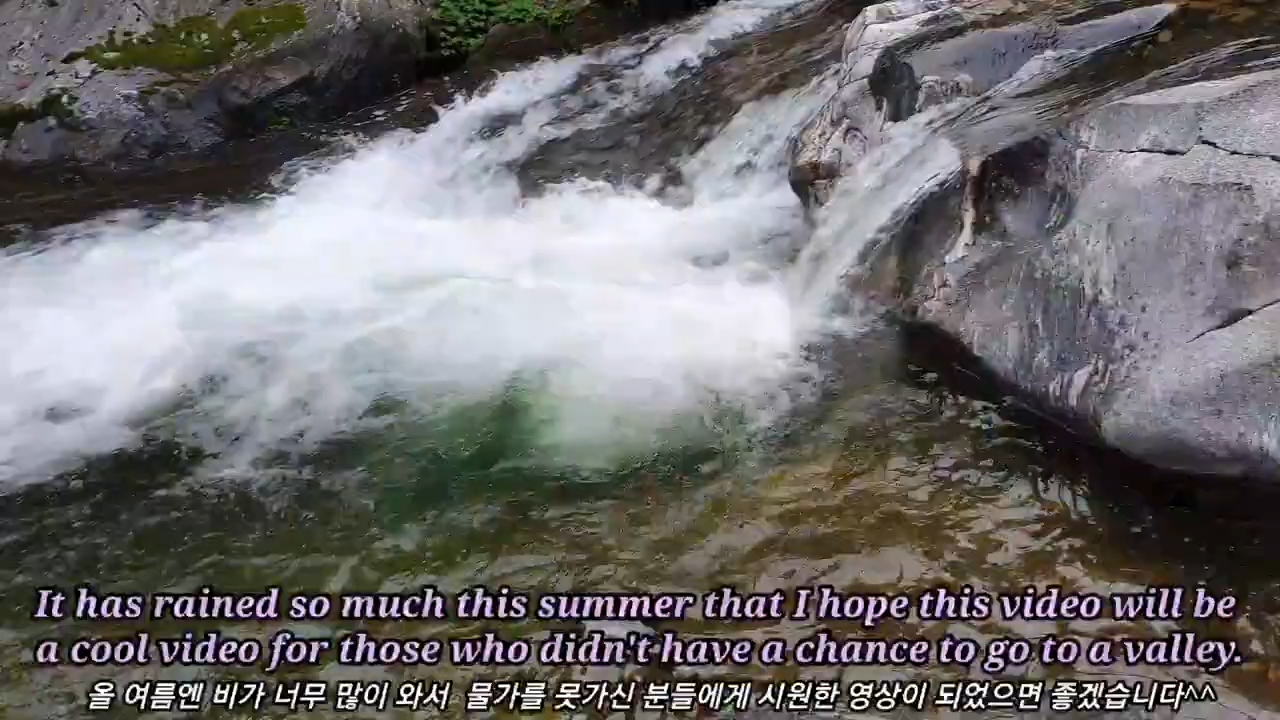 It has rained so much this summer that I hope this video will be
a cool video for those who didn't have a chance to go to a valley.
올 여름엔 비가 너무 많이 와서 물가를 못가신 분들에게 시원한 영상이 되었으면 좋겠습니다^^